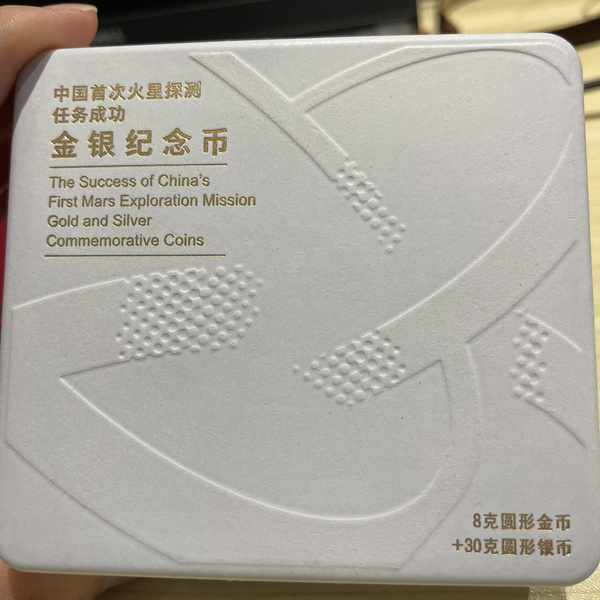 中国首次火星探测
任务成功
金银纪念币
The Success of China's
First Mars Exploration Mission
Gold and Silver
Commemorative Coins
8克圆形金币
+30克圆形银币